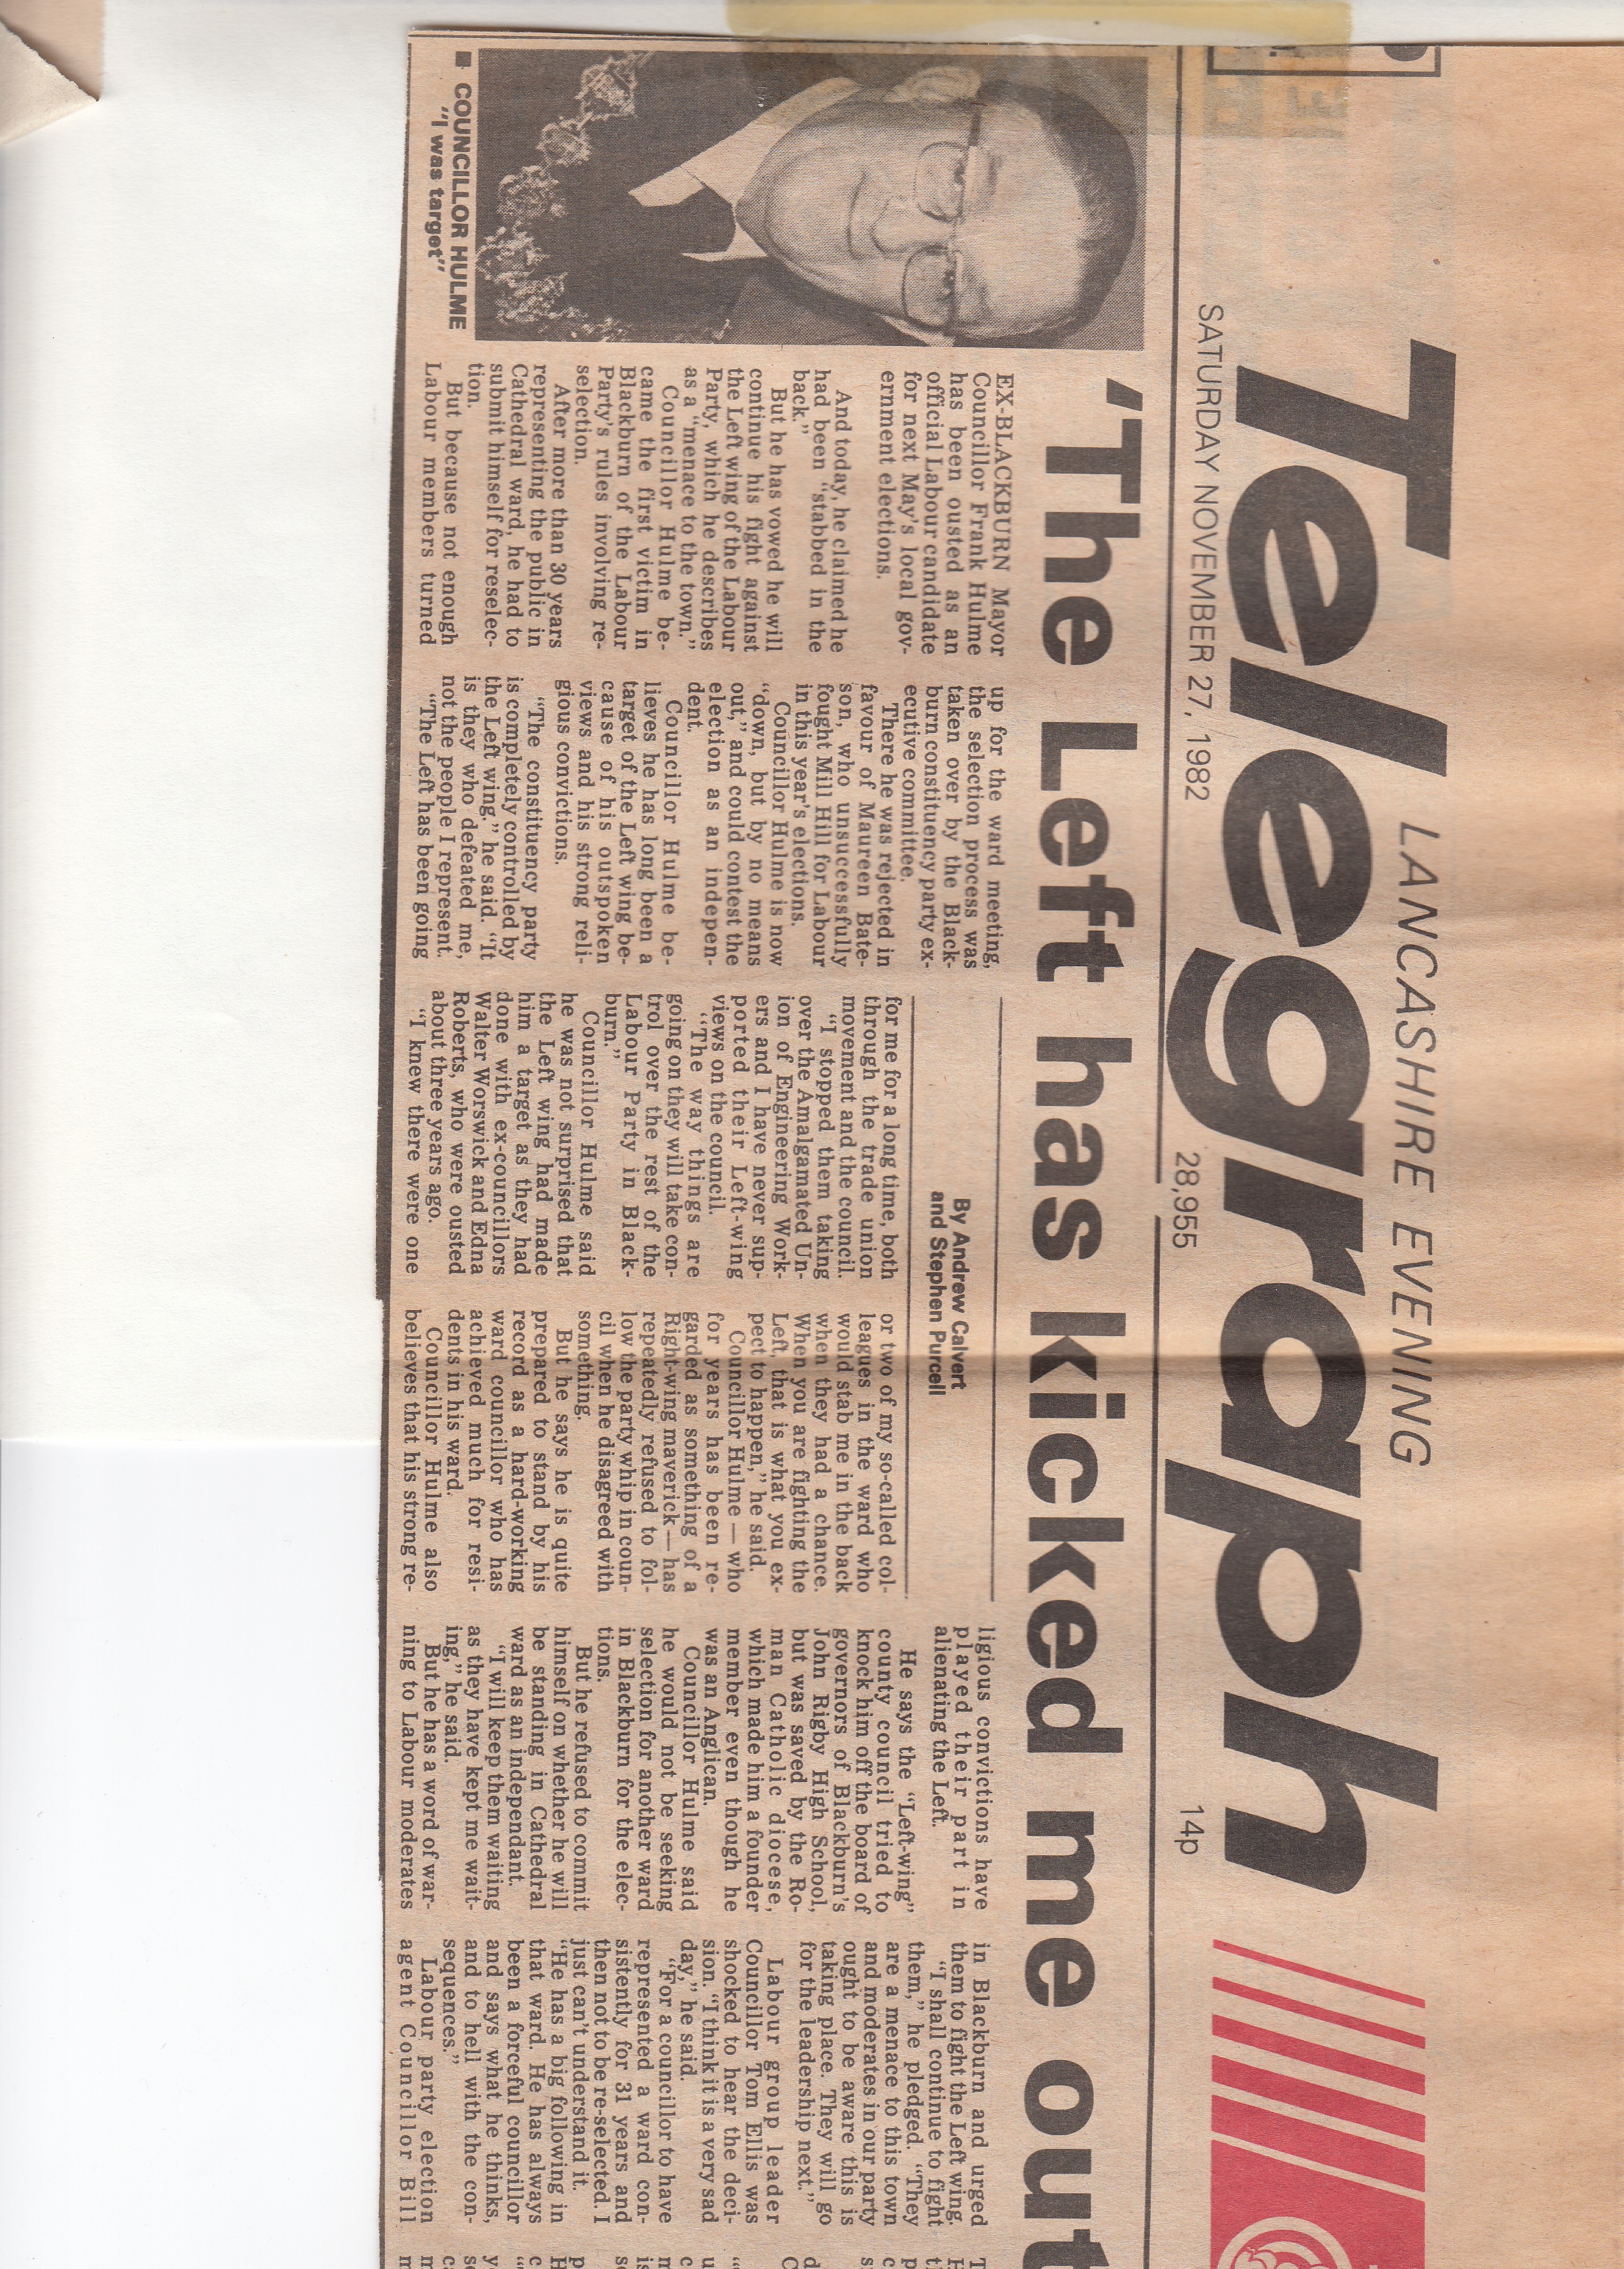 LANCASHIRE EVENING
Telegraph
SATURDAY NOVEMBER 27, 1982
28,955
14p
'The Left has kicked me out
■ COUNCILLOR HULME
"I was target"
EX-BLACKBURN Mayor
Councillor Frank Hulme
has been ousted as an
official Labour candidate
for next May's local gov-
ernment elections.
And today, he claimed he
had been "stabbed in the
back."
But he has vowed he will
continue his fight against
the Left wing of the Labour
Party, which he describes
as a "menace to the town."
Councillor Hulme be-
came the first victim in
Blackburn of the Labour
Party's rules involving re-
selection.
After more than 30 years
representing the public in
Cathedral ward, he had to
submit himself for reselec-
tion.
But because not enough
Labour members turned
up for the ward meeting,
the selection process was
taken over by the Black-
burn constituency party ex-
ecutive committee.
There he was rejected in
favour of Maureen Bate-
son, who unsuccessfully
fought Mill Hill for Labour
in this year's elections.
Councillor Hulme is now
"down, but by no means
out," and could contest the
election as an indepen-
dent.
Councillor Hulme be-
lieves he has long been a
target of the Left wing be-
cause of his outspoken
views and his strong reli-
gious convictions.
"The constituency party
is completely controlled by
the Left wing." he said. "It
is they who defeated me,
not the people I represent.
"The Left has been going
By Andrew Calvert
and Stephen Purcell
for me for a long time, both
through the trade union
movement and the council.
"I stopped them taking
over the Amalgamated Un-
ion of Engineering Work-
ers and I have never sup-
ported their Left-wing
views on the council.
"The way things are
going on they will take con-
trol over the rest of the
Labour Party in Black-
burn."
Councillor Hulme said
he was not surprised that
the Left wing had made
him a target as they had
done with ex-councillors
Walter Worswick and Edna
Roberts, who were ousted
about three years ago.
"I knew there were one
or two of my so-called col-
leagues in the ward who
would stab me in the back
when they had a chance.
When you are fighting the
Left, that is what you ex-
pect to happen," he said.
Councillor Hulme — who
for years has been re-
garded as something of a
Right-wing maverick — has
repeatedly refused to fol-
low the party whip in coun-
cil when he disagreed with
something.
But he says he is quite
prepared to stand by his
record as a hard-working
ward councillor who has
achieved much for resi-
dents in his ward.
Councillor Hulme also
believes that his strong re-
ligious convictions have
played their part in
alienating the Left.
He says the "Left-wing"
county council tried to
knock him off the board of
governors of Blackburn's
John Rigby High School,
but was saved by the Ro-
man Catholic diocese,
which made him a founder
member even though he
was an Anglican.
Councillor Hulme said
he would not be seeking
selection for another ward
in Blackburn for the elec-
tions.
But he refused to commit
himself on whether he will
be standing in Cathedral
ward as an independant.
"I will keep them waiting
as they have kept me wait-
ing," he said.
But he has a word of war-
ning to Labour moderates
in Blackburn and urged
them to fight the Left wing.
"I shall continue to fight
them," he pledged. "They
are a menace to this town
and moderates in our party
ought to be aware this is
taking place. They will go
for the leadership next."
Labour group leader
Councillor Tom Ellis was
shocked to hear the deci-
sion. "I think it is a very sad
day," he said.
"For a councillor to have
represented a ward con-
sistently for 31 years and
then not to be re-selected. I
just can't understand it.
"He has a big following in
that ward. He has always
been a forceful councillor
and says what he thinks,
and to hell with the con-
sequences."
Labour party election
agent Councillor Bill